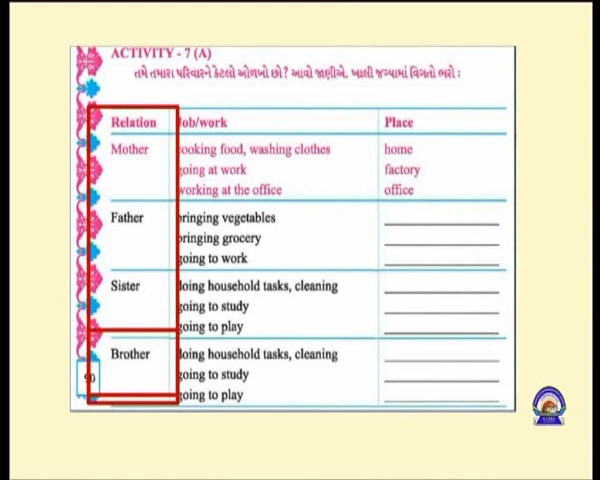 ACTIVITY - 7 (A)
તમે તમારા પરિવારને કેટલો ઓળખો છો? આવો જાણીએ. ખાલી જગ્યામાં વિગતો ભરો :
Relation Job/work Place
Mother cooking food, washing clothes home
going at work factory
working at the office office
Father bringing vegetables
bringing grocery
going to work
Sister doing household tasks, cleaning
going to study
going to play
Brother doing household tasks, cleaning
90 going to study
going to play